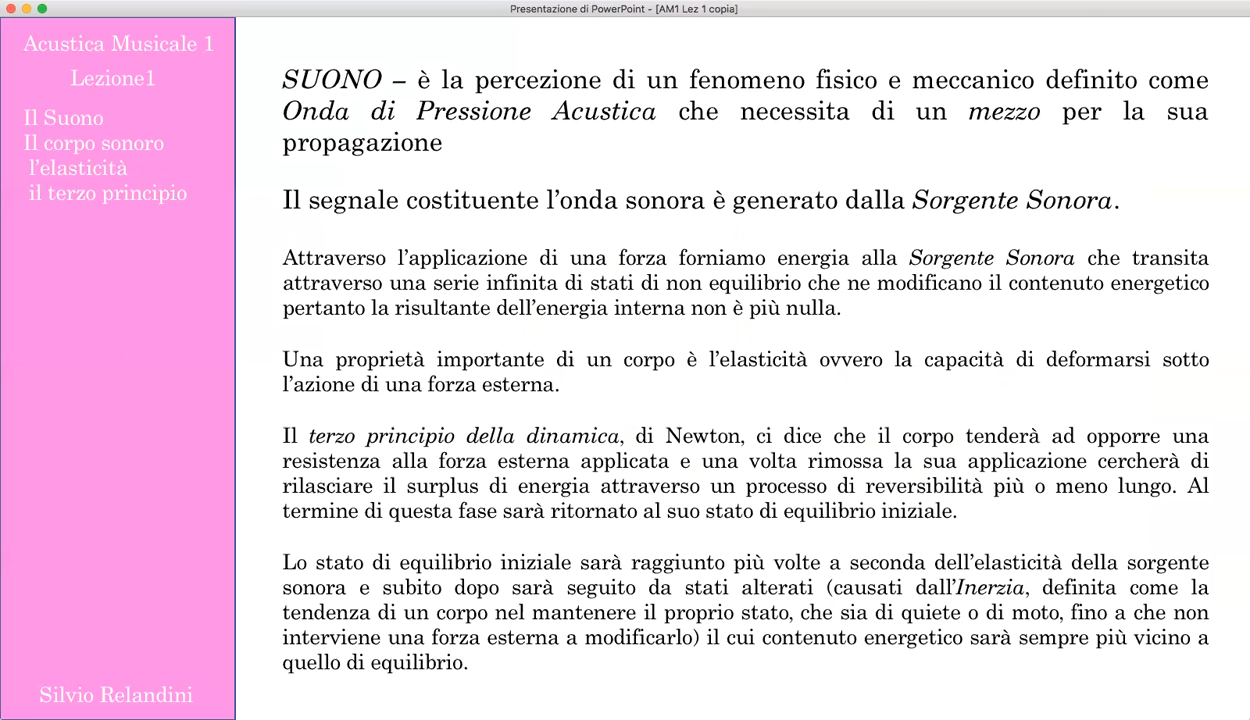 Presentazione di PowerPoint - [AM1 Lez 1 copia]
Acustica Musicale 1
Lezione1
Il Suono
Il corpo sonoro
l'elasticità
il terzo principio
Silvio Relandini
SUONO – è la percezione di un fenomeno fisico e meccanico definito come
Onda di Pressione Acustica che necessita di un mezzo per la sua
propagazione
Il segnale costituente l'onda sonora è generato dalla Sorgente Sonora.
Attraverso l'applicazione di una forza forniamo energia alla Sorgente Sonora che transita
attraverso una serie infinita di stati di non equilibrio che ne modificano il contenuto energetico
pertanto la risultante dell'energia interna non è più nulla.
Una proprietà importante di un corpo è l'elasticità ovvero la capacità di deformarsi sotto
l'azione di una forza esterna.
Il terzo principio della dinamica, di Newton, ci dice che il corpo tenderà ad opporre una
resistenza alla forza esterna applicata e una volta rimossa la sua applicazione cercherà di
rilasciare il surplus di energia attraverso un processo di reversibilità più o meno lungo. Al
termine di questa fase sarà ritornato al suo stato di equilibrio iniziale.
Lo stato di equilibrio iniziale sarà raggiunto più volte a seconda dell'elasticità della sorgente
sonora e subito dopo sarà seguito da stati alterati (causati dall'Inerzia, definita come la
tendenza di un corpo nel mantenere il proprio stato, che sia di quiete o di moto, fino a che non
interviene una forza esterna a modificarlo) il cui contenuto energetico sarà sempre più vicino a
quello di equilibrio.